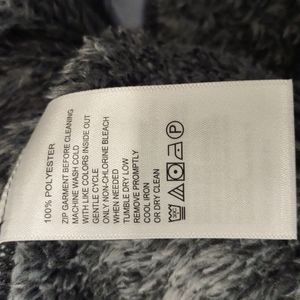 100% POLYESTER
ZIP GARMENT BEFORE CLEANING
MACHINE WASH COLD
WITH LIKE COLORS INSIDE OUT
GENTLE CYCLE
ONLY NON-CHLORINE BLEACH
WHEN NEEDED
TUMBLE DRY LOW
REMOVE PROMPTLY
COOL IRON
OR DRY CLEAN